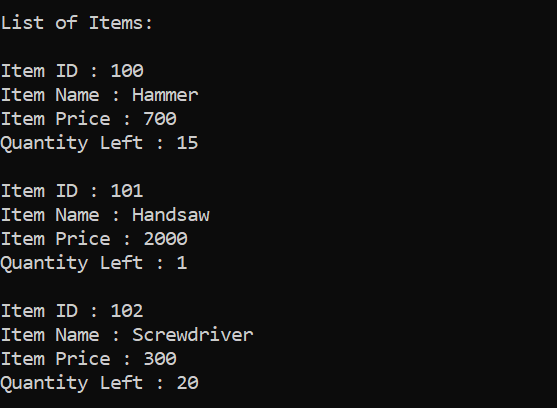 List of Items:
Item ID : 100
Item Name : Hammer
Item Price : 700
Quantity Left : 15
Item ID : 101
Item Name : Handsaw
Item Price : 2000
Quantity Left : 1
Item ID : 102
Item Name : Screwdriver
Item Price : 300
Quantity Left : 20